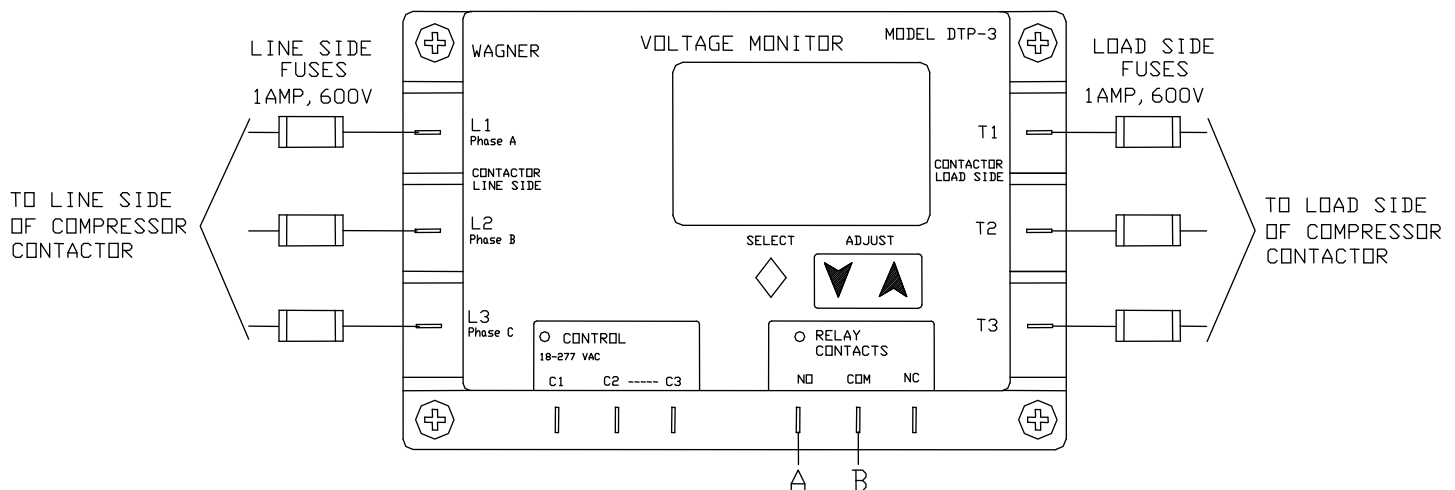 WAGNER
VOLTAGE MONITOR
MODEL DTP-3
LINE SIDE
FUSES
1AMP, 600V
LOAD SIDE
FUSES
1AMP, 600V
L1
Phase A
CONTACTOR
LINE SIDE
L2
Phase B
L3
Phase C
TO LINE SIDE
OF COMPRESSOR
CONTACTOR
T1
CONTACTOR
LOAD SIDE
T2
T3
TO LOAD SIDE
OF COMPRESSOR
CONTACTOR
SELECT
ADJUST
CONTROL
18-277 VAC
C1 C2 ----- C3
RELAY
CONTACTS
NO COM NC
A B